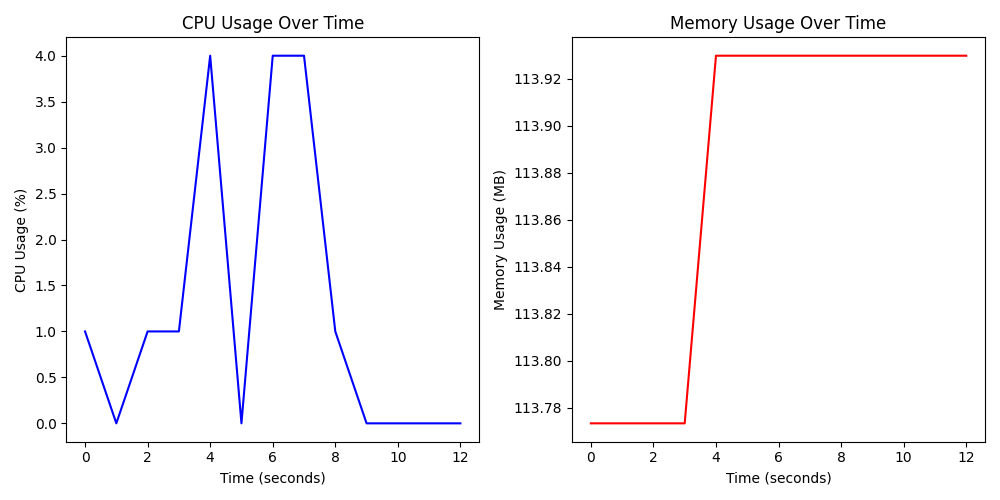 CPU Usage Over Time
CPU Usage (%)
4.0
3.5
3.0
2.5
2.0
1.5
1.0
0.5
0.0
0 2 4 6 8 10 12
Time (seconds)
Memory Usage Over Time
Memory Usage (MB)
113.92
113.90
113.88
113.86
113.84
113.82
113.80
113.78
0 2 4 6 8 10 12
Time (seconds)